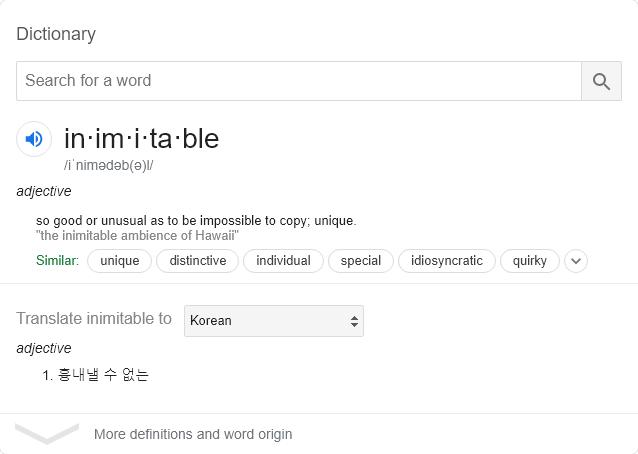 Dictionary
Search for a word
in·im·i·ta·ble
/iˈnimədəb(ə)l/
adjective
so good or unusual as to be impossible to copy; unique.
"the inimitable ambience of Hawaii"
Similar: unique distinctive individual special idiosyncratic quirky
Translate inimitable to Korean
adjective
1. 흉내낼 수 없는
More definitions and word origin